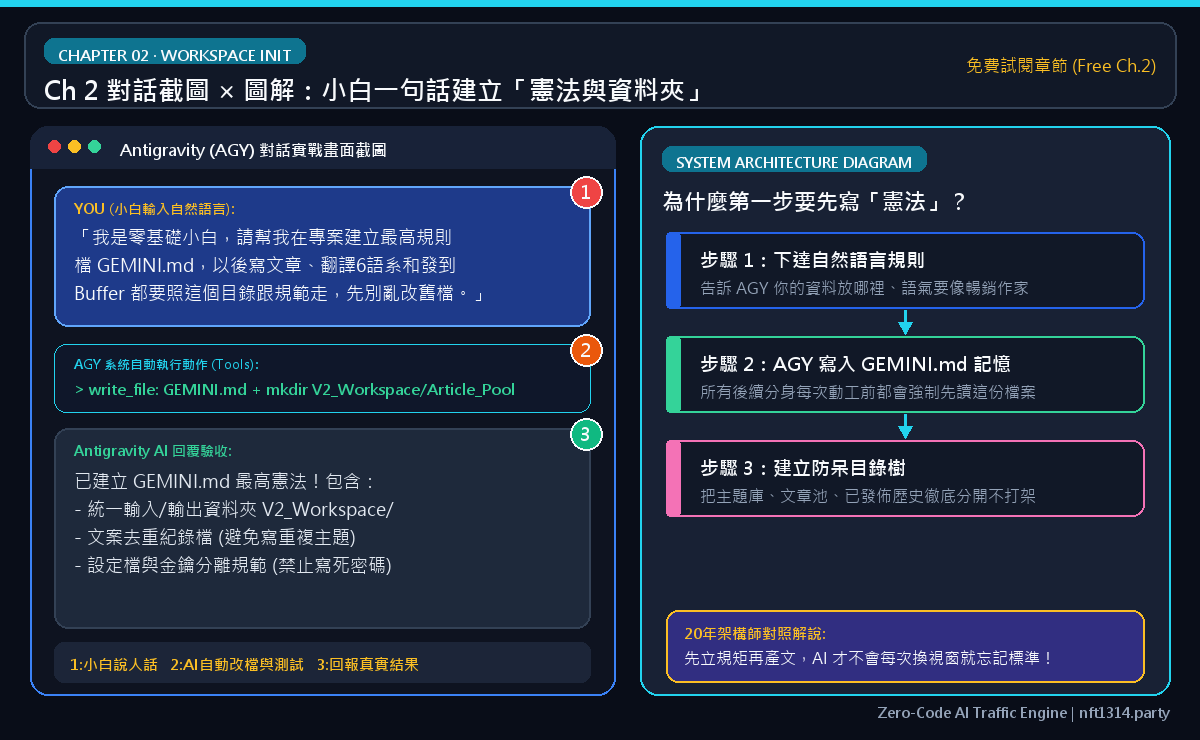 CHAPTER 02 · WORKSPACE INIT
Ch 2 對話截圖 × 圖解：小白一句話建立「憲法與資料夾」
免費試閱章節 (Free Ch.2)
Antigravity (AGY) 對話實戰畫面截圖
1
YOU (小白輸入自然語言):
「我是零基礎小白，請幫我在專案建立最高規則
檔 GEMINI.md，以後寫文章、翻譯6語系和發到
Buffer 都要照這個目錄跟規範走，先別亂改舊檔。」
2
AGY 系統自動執行動作 (Tools):
> write_file: GEMINI.md + mkdir V2_Workspace/Article_Pool
3
Antigravity AI 回覆驗收:
已建立 GEMINI.md 最高憲法！包含：
- 統一輸入/輸出資料夾 V2_Workspace/
- 文案去重紀錄檔 (避免寫重複主題)
- 設定檔與金鑰分離規範 (禁止寫死密碼)
1:小白說人話 2:AI自動改檔與測試 3:回報真實結果
SYSTEM ARCHITECTURE DIAGRAM
為什麼第一步要先寫「憲法」？
步驟 1：下達自然語言規則
告訴 AGY 你的資料放哪裡、語氣要像暢銷作家
步驟 2：AGY 寫入 GEMINI.md 記憶
所有後續分身每次動工前都會強制先讀這份檔案
步驟 3：建立防呆目錄樹
把主題庫、文章池、已發佈歷史徹底分開不打架
20年架構師對照解說:
先立規矩再產文，AI 才不會每次換視窗就忘記標準！
Zero-Code AI Traffic Engine | nft1314.party